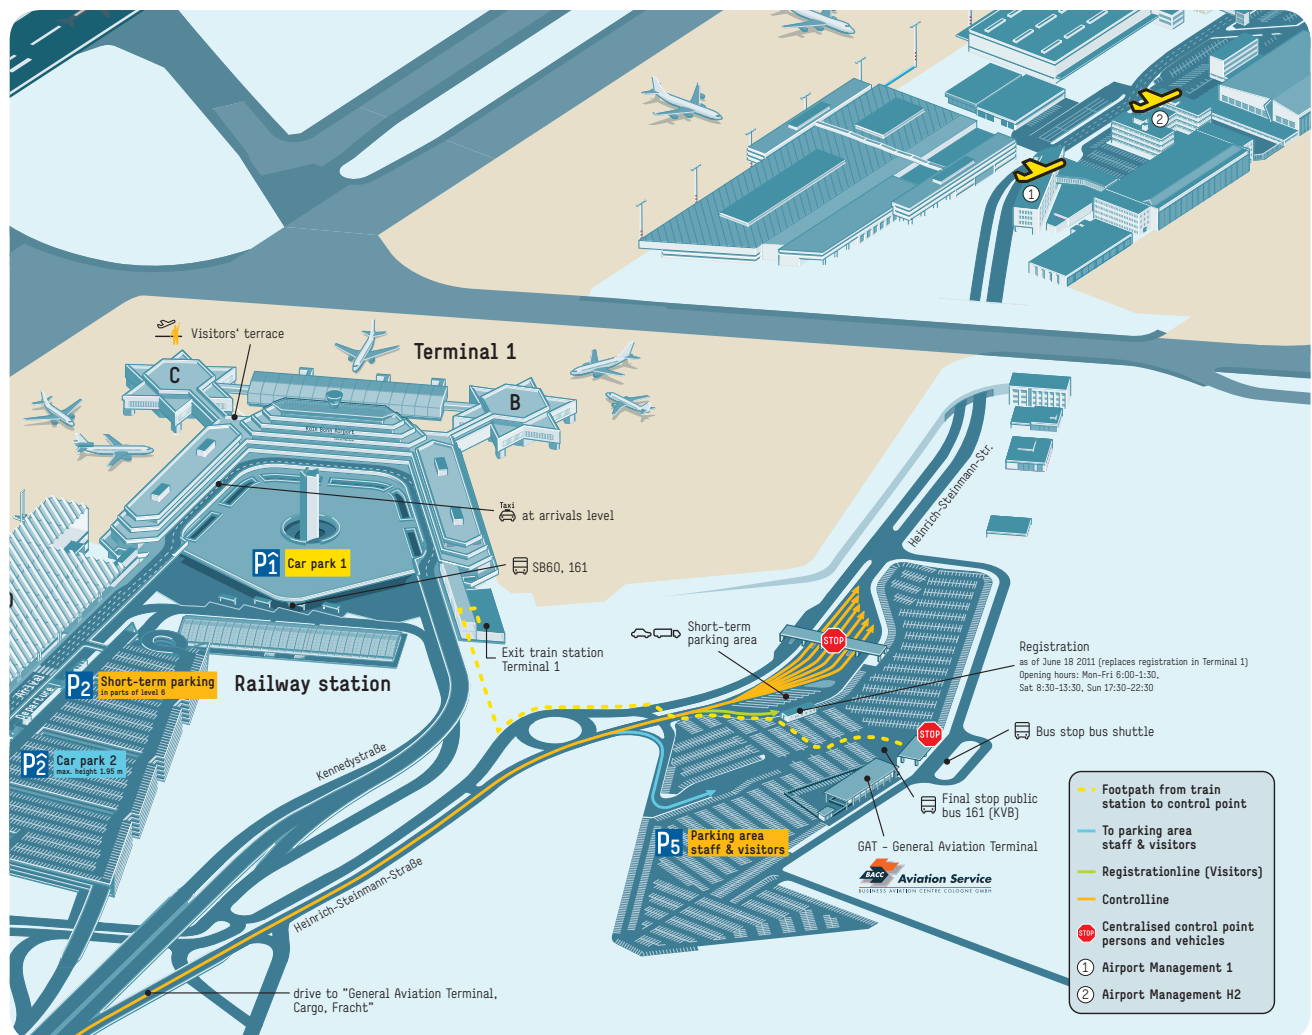 2
1
Visitors‘ terrace
Terminal 1
C
B
Köln Bonn Airport
Heinrich-Steinmann-Str.
Taxi
at arrivals level
P1
Car park 1
SB60, 161
Short-term
parking area
STOP
Exit train station
Terminal 1
Registration
as of June 18 2011 (replaces registration in Terminal 1)
Opening hours: Mon-Fri 6:00-1:30,
Sat 8:30-13:30, Sun 17:30-22:30
P2
Short-term parking
in parts of level 6
Railway station
Arrival
Departure
STOP
Bus stop bus shuttle
P2
Car park 2
max. height 1.95 m
Kennedystraße
Final stop public
bus 161 (KVB)
P5
Parking area
staff & visitors
GAT - General Aviation Terminal
BACC
Aviation Service
BUSINESS AVIATION CENTRE COLOGNE GMBH
Heinrich-Steinmann-Straße
drive to "General Aviation Terminal,
Cargo, Fracht"
Footpath from train
station to control point
To parking area
staff & visitors
Registrationline (Visitors)
Controlline
STOP
Centralised control point
persons and vehicles
1
Airport Management 1
2
Airport Management H2